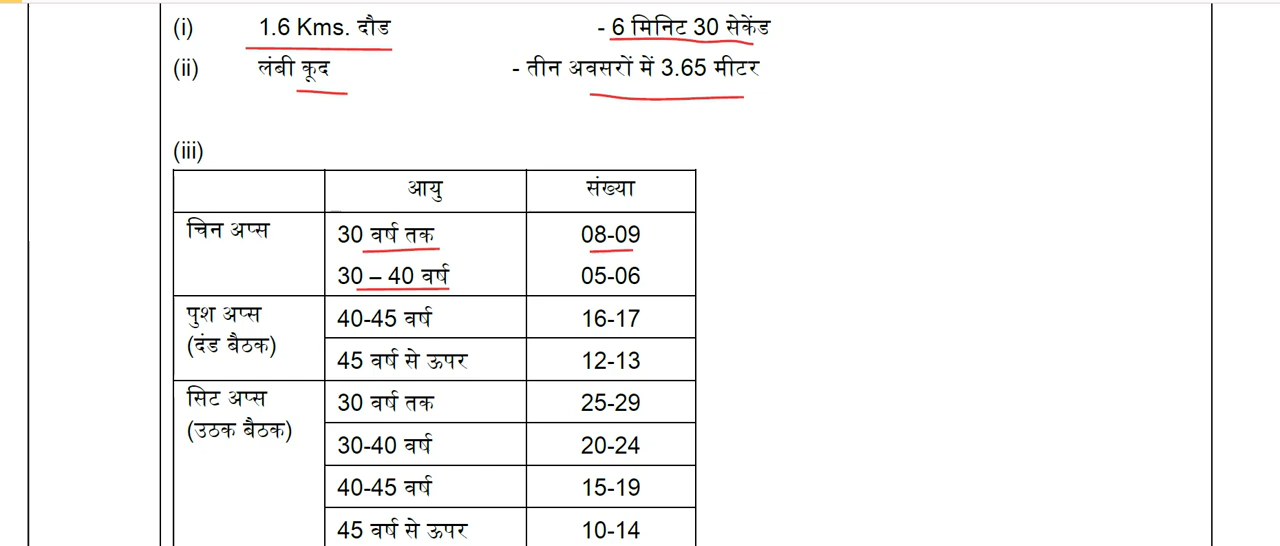 (i) 1.6 Kms. दौड - 6 मिनिट 30 सेकेंड
(ii) लंबी कूद - तीन अवसरों में 3.65 मीटर
(iii)
आयु संख्या
चिन अप्स 30 वर्ष तक 08-09
30 – 40 वर्ष 05-06
पुश अप्स 40-45 वर्ष 16-17
(दंड बैठक)
45 वर्ष से ऊपर 12-13
सिट अप्स 30 वर्ष तक 25-29
(उठक बैठक)
30-40 वर्ष 20-24
40-45 वर्ष 15-19
45 वर्ष से ऊपर 10-14